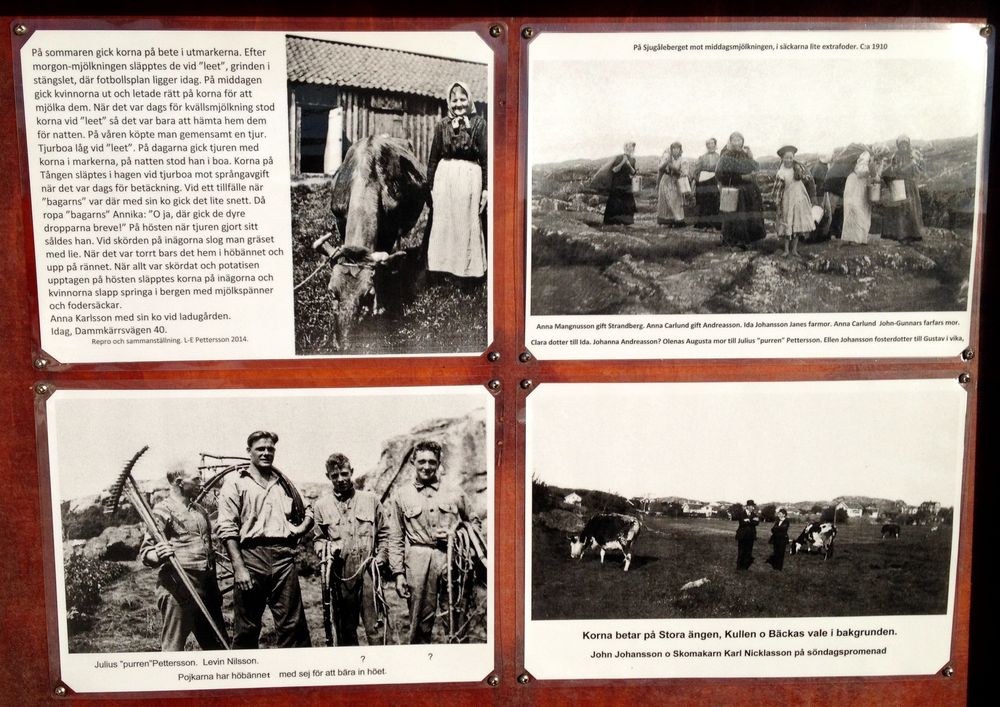 På sommaren gick korna på bete i utmarkerna. Efter
morgon-mjölkningen släpptes de vid ”leet”, grinden i
stängslet, där fotbollsplan ligger idag. På middagen
gick kvinnorna ut och letade rätt på korna för att
mjölka dem. När det var dags för kvällsmjölkning stod
korna vid ”leet” så det var bara att hämta hem dem
för natten. På våren köpte man gemensamt en tjur.
Tjurboa låg vid ”leet”. På dagarna gick tjuren med
korna i markerna, på natten stod han i boa. Korna på
Tången släptes i hagen vid tjurboa mot språngavgift
när det var dags för betäckning. Vid ett tillfälle när
”bagarns” var där med sin ko gick det lite snett. Då
ropa ”bagarns” Annika: ”O ja, där gick de dyre
dropparna breve!” På hösten när tjuren gjort sitt
såldes han. Vid skörden på inägorna slog man gräset
med lie. När det var torrt bars det hem i höbännet och
upp på rännet. När allt var skördat och potatisen
upptagen på hösten släpptes korna på inägorna och
kvinnorna slapp springa i bergen med mjölkspänner
och fodersäckar.
Anna Karlsson med sin ko vid ladugården.
Idag, Dammkärrsvägen 40.
Repro och sammanställning. L-E Pettersson 2014.
På Sjugåleberget mot middagsmjölkningen, i säckarna lite extrafoder. C:a 1910
Anna Mangnusson gift Strandberg. Anna Carlund gift Andreasson. Ida Johansson Janes farmor. Anna Carlund John-Gunnars farfars mor.
Clara dotter till Ida. Johanna Andreasson? Olenas Augusta mor till Julius ”purren” Pettersson. Ellen Johansson fosterdotter till Gustav i vika,
Julius ”purren”Pettersson. Levin Nilsson. ? ?
Pojkarna har höbännet med sej för att bära in höet.
Korna betar på Stora ängen, Kullen o Bäckas vale i bakgrunden.
John Johansson o Skomakarn Karl Nicklasson på söndagspromenad